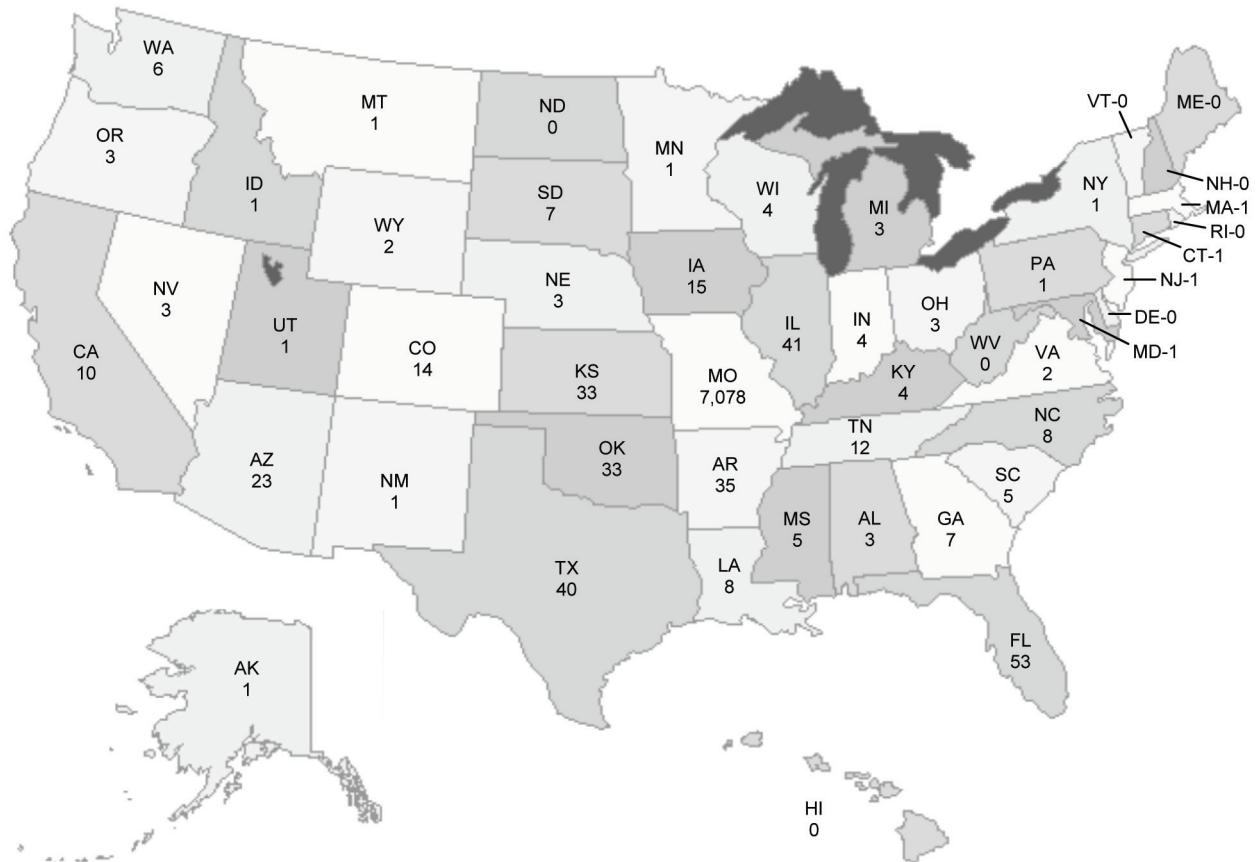 WA
6
OR
3
CA
10
NV
3
ID
1
MT
1
WY
2
UT
1
AZ
23
CO
14
NM
1
ND
0
SD
7
NE
3
KS
33
OK
33
TX
40
MN
1
IA
15
MO
7,078
AR
35
LA
8
WI
4
IL
41
MI
3
IN
4
OH
3
KY
4
TN
12
MS
5
AL
3
GA
7
FL
53
SC
5
NC
8
VA
2
WV
0
PA
1
NY
1
VT-0
ME-0
NH-0
MA-1
RI-0
CT-1
NJ-1
DE-0
MD-1
AK
1
HI
0